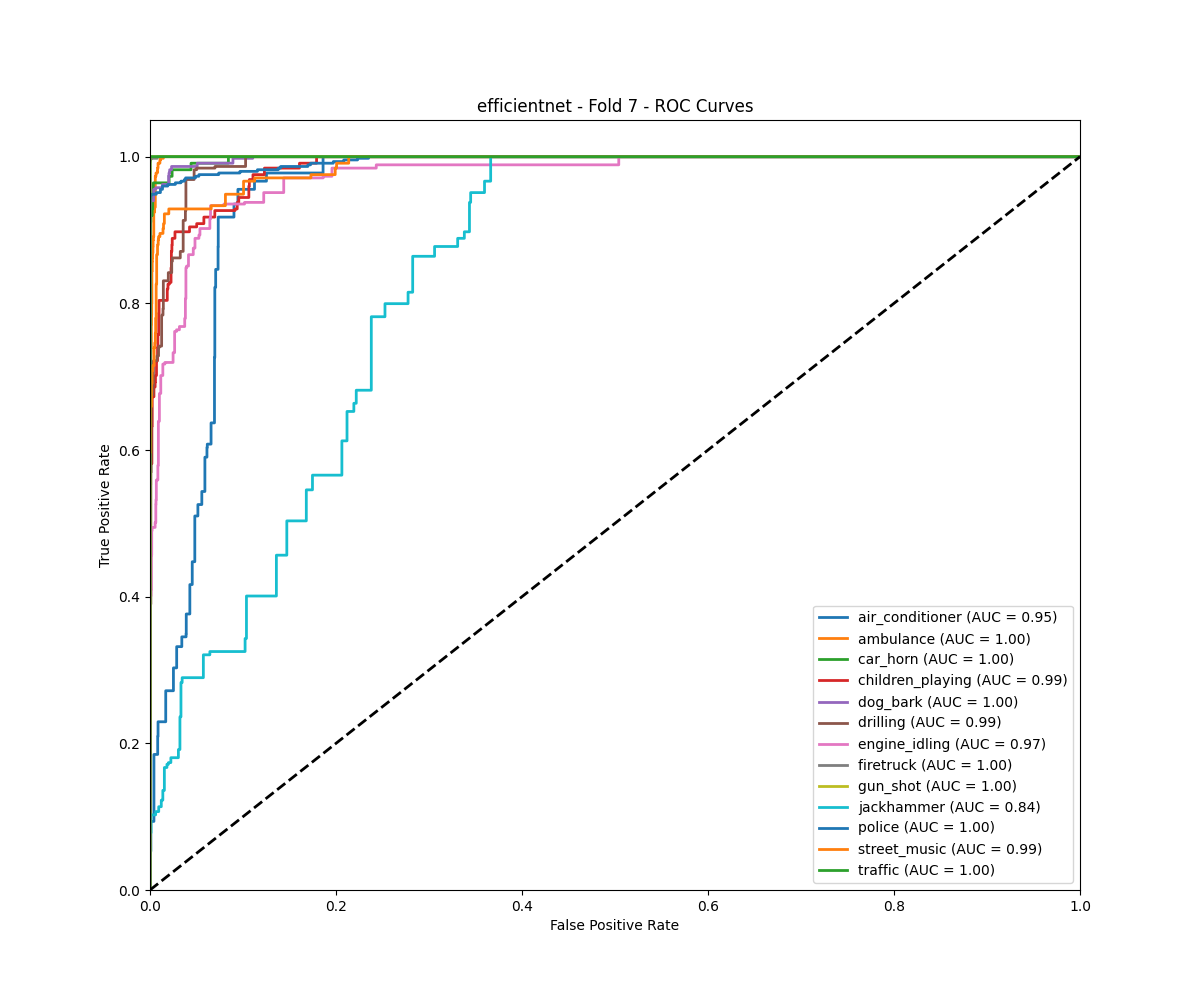 efficientnet - Fold 7 - ROC Curves
True Positive Rate
1.0
0.8
0.6
0.4
0.2
0.0
0.0 0.2 0.4 0.6 0.8 1.0
False Positive Rate
air_conditioner (AUC = 0.95)
ambulance (AUC = 1.00)
car_horn (AUC = 1.00)
children_playing (AUC = 0.99)
dog_bark (AUC = 1.00)
drilling (AUC = 0.99)
engine_idling (AUC = 0.97)
firetruck (AUC = 1.00)
gun_shot (AUC = 1.00)
jackhammer (AUC = 0.84)
police (AUC = 1.00)
street_music (AUC = 0.99)
traffic (AUC = 1.00)